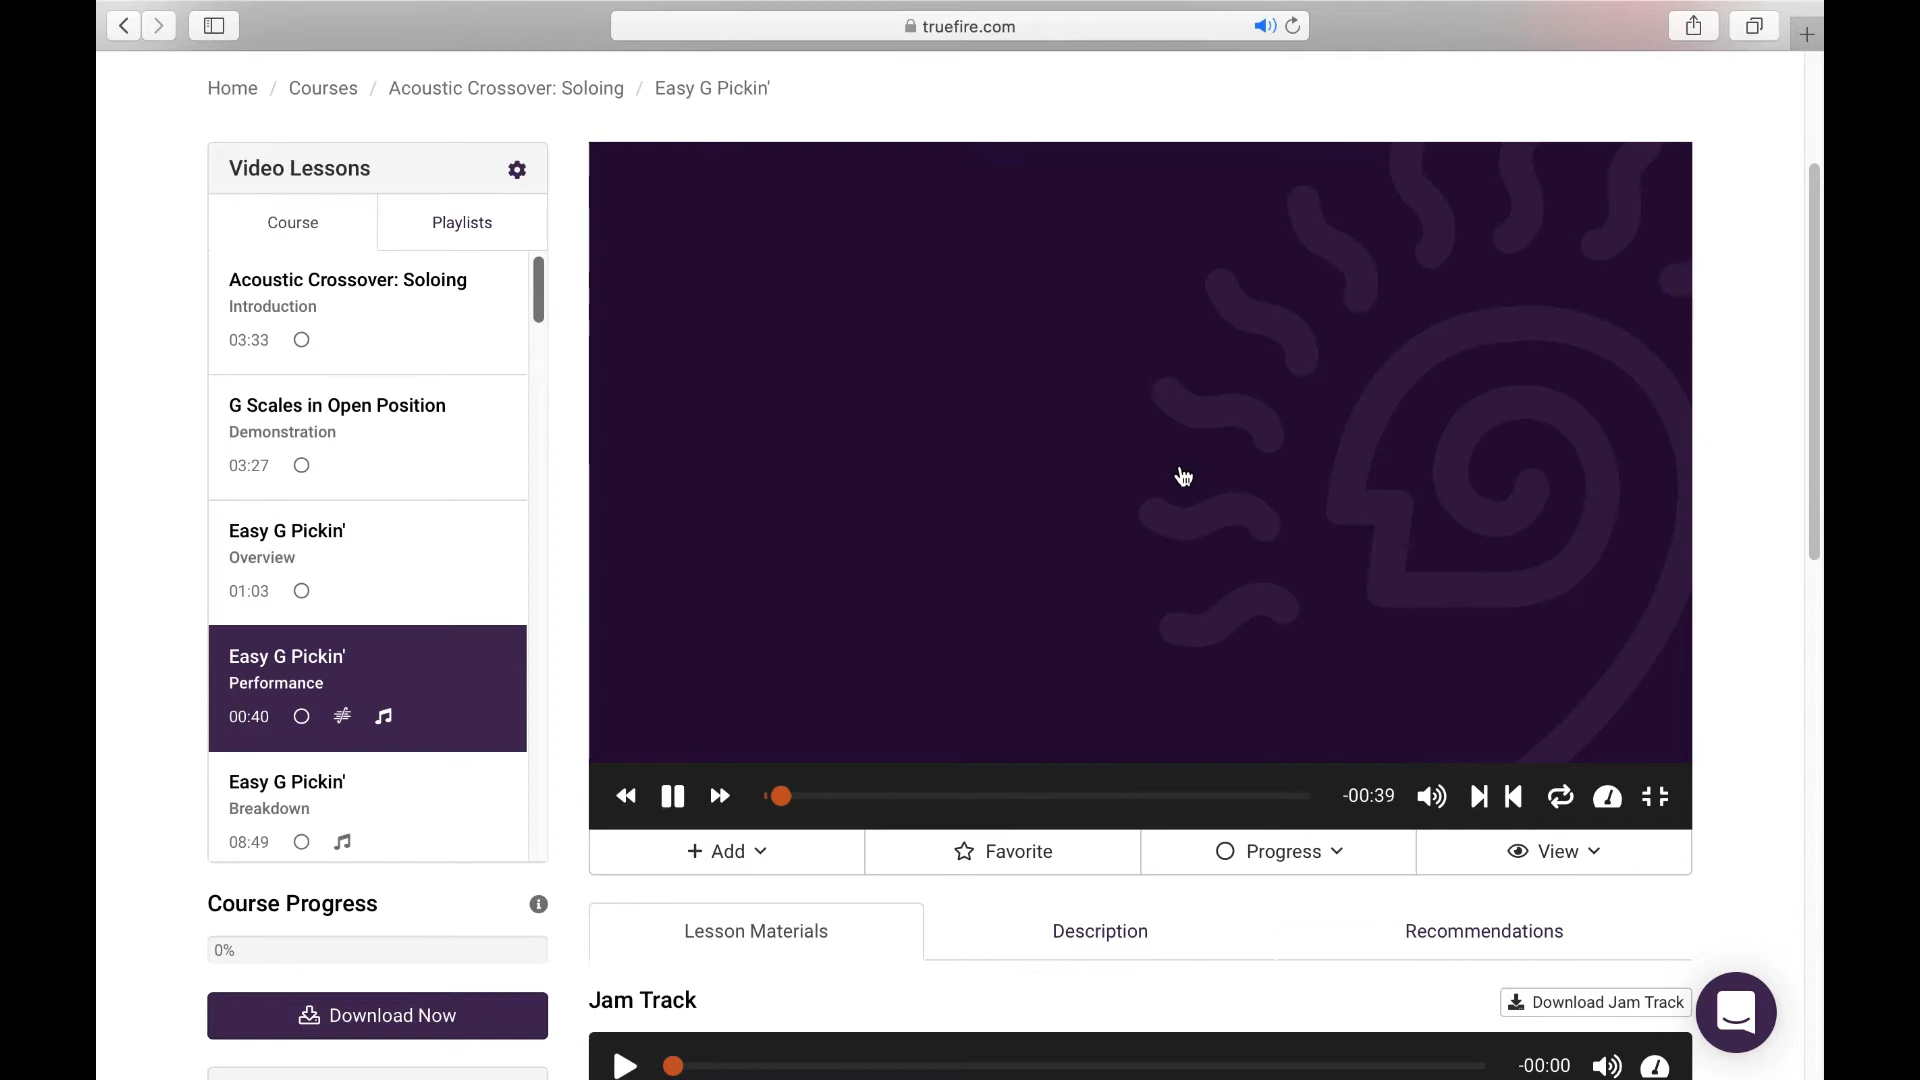 truefire.com
Home / Courses / Acoustic Crossover: Soloing / Easy G Pickin'
Video Lessons
Course
Playlists
Acoustic Crossover: Soloing
Introduction
03:33
G Scales in Open Position
Demonstration
03:27
Easy G Pickin'
Overview
01:03
Easy G Pickin'
Performance
00:40
Easy G Pickin'
Breakdown
08:49
Course Progress
0%
Download Now
-00:39
Add
Favorite
Progress
View
Lesson Materials
Description
Recommendations
Jam Track
Download Jam Track
-00:00